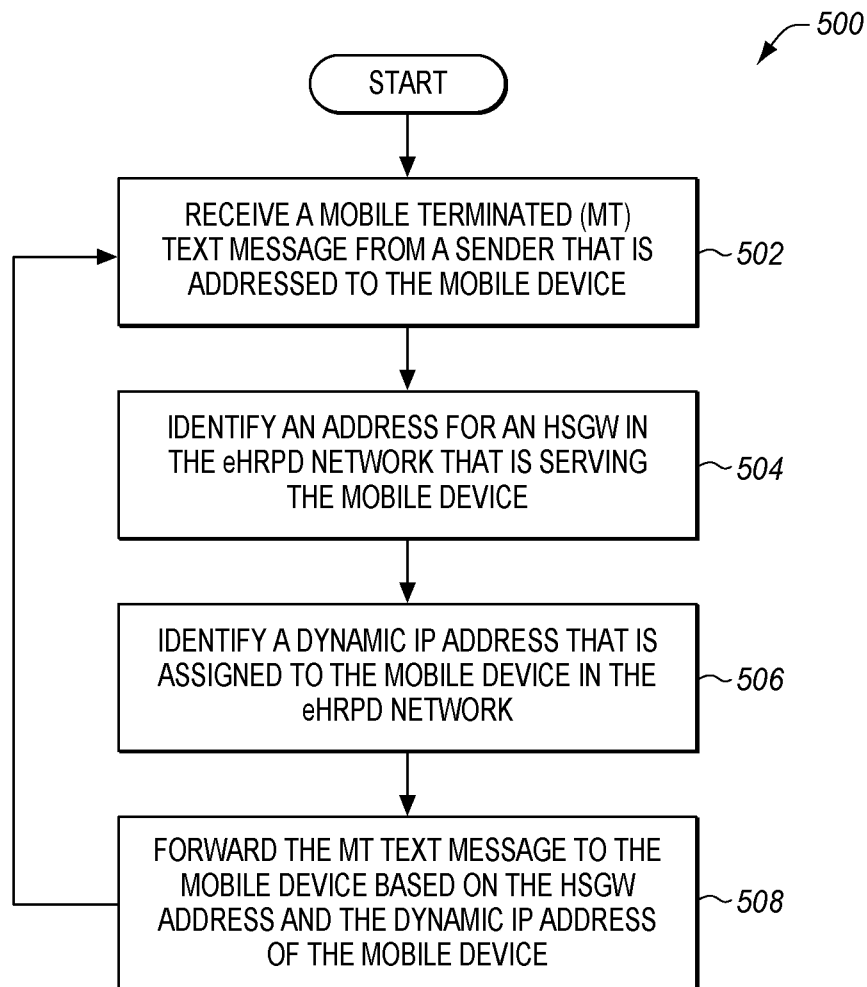 500
START
RECEIVE A MOBILE TERMINATED (MT)
TEXT MESSAGE FROM A SENDER THAT IS
ADDRESSED TO THE MOBILE DEVICE
502
IDENTIFY AN ADDRESS FOR AN HSGW IN
THE eHRPD NETWORK THAT IS SERVING
THE MOBILE DEVICE
504
IDENTIFY A DYNAMIC IP ADDRESS THAT IS
ASSIGNED TO THE MOBILE DEVICE IN THE
eHRPD NETWORK
506
FORWARD THE MT TEXT MESSAGE TO THE
MOBILE DEVICE BASED ON THE HSGW
ADDRESS AND THE DYNAMIC IP ADDRESS
OF THE MOBILE DEVICE
508